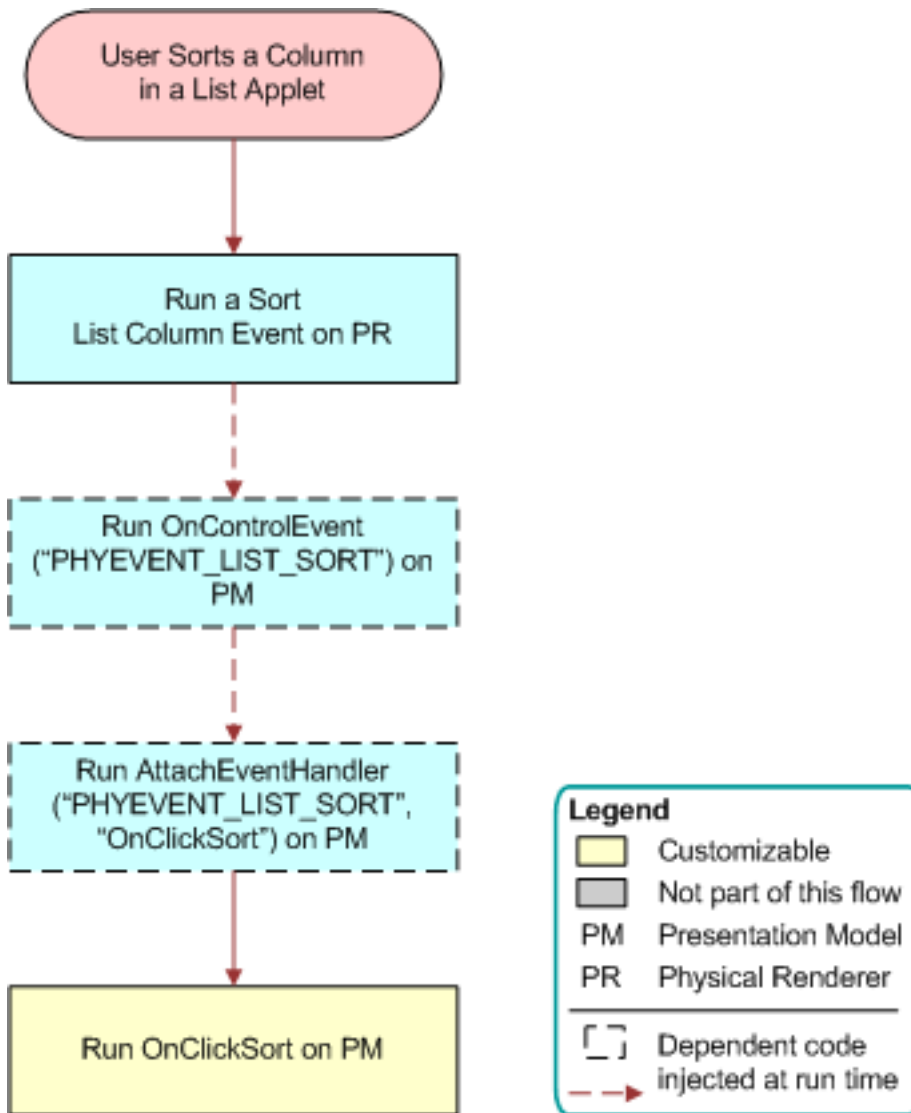 User Sorts a Column
in a List Applet
Run a Sort
List Column Event on PR
Run OnControlEvent
(“PHYEVENT_LIST_SORT”) on
PM
Run AttachEventHandler
(“PHYEVENT_LIST_SORT”,
“OnClickSort”) on PM
Run OnClickSort on PM
Legend
Customizable
Not part of this flow
PM Presentation Model
PR Physical Renderer
Dependent code
injected at run time